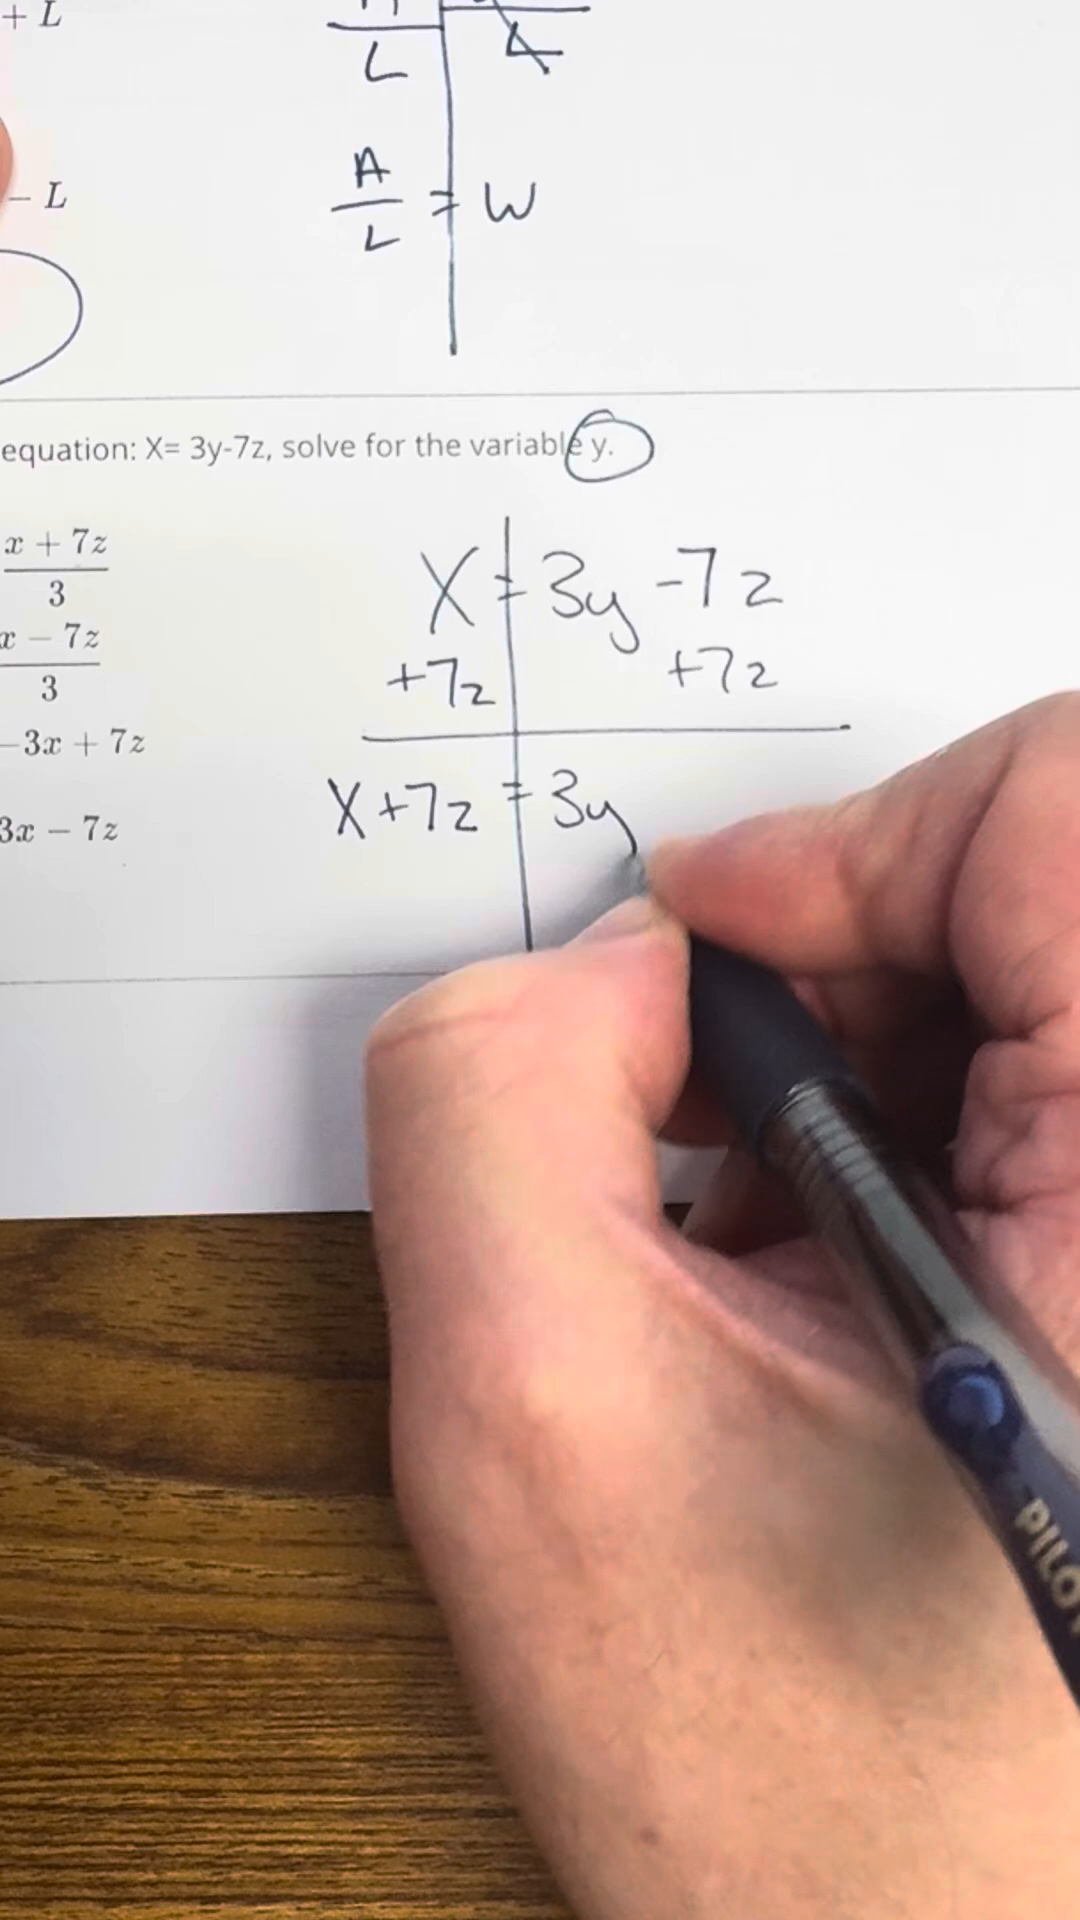 + L
L
A
— = W
L
− L
equation: X= 3y-7z, solve for the variable y.
x + 7z
3
x − 7z
3
−3x + 7z
3x − 7z
X = 3y -7z
+7z +7z
X+7z = 3y
PILOT